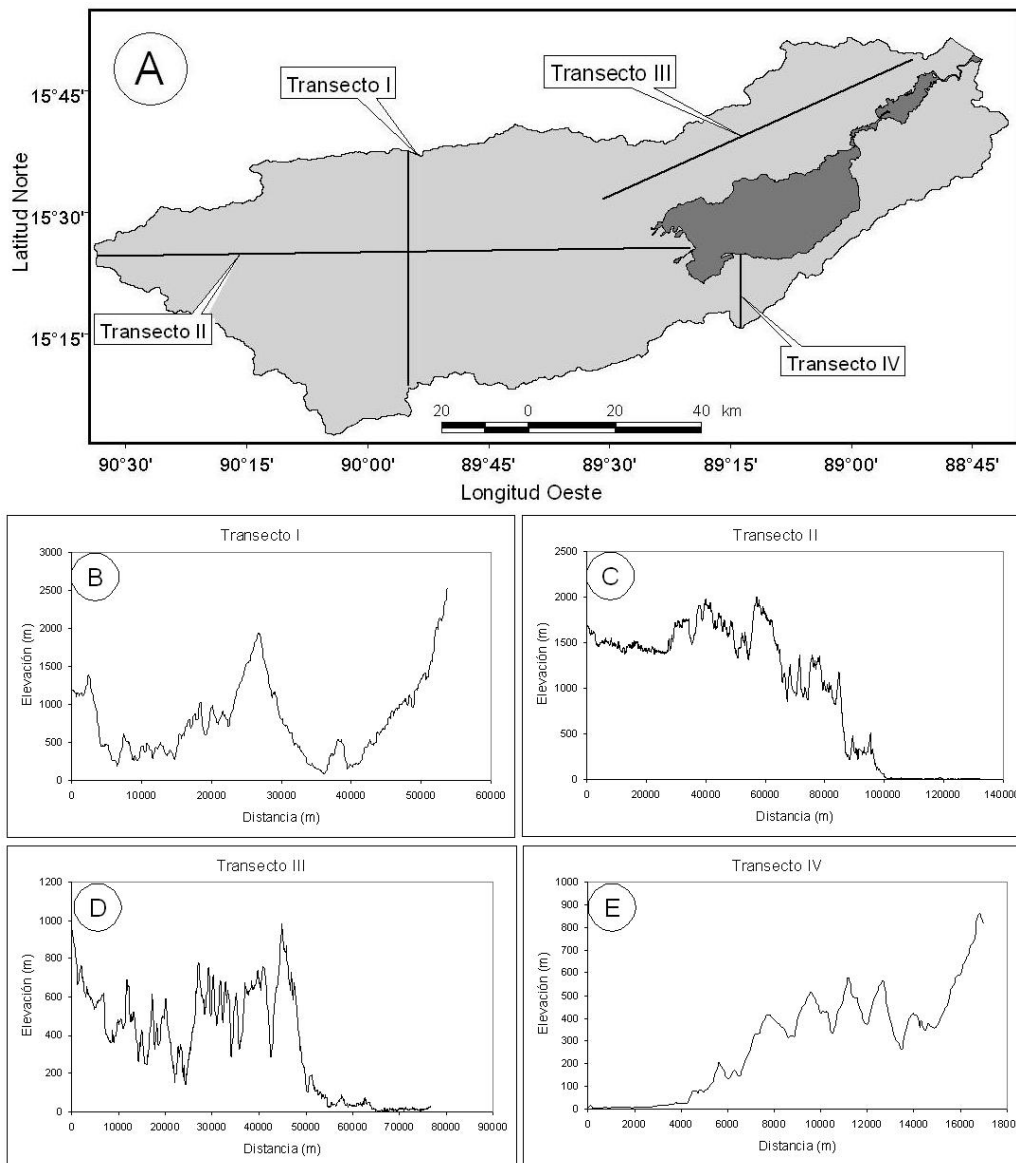 A
Transecto I
Transecto III
Transecto II
Transecto IV
15°45'
15°30'
15°15'
Latitud Norte
20 0 20 40 km
90°30' 90°15' 90°00' 89°45' 89°30' 89°15' 89°00' 88°45'
Longitud Oeste
Transecto I
B
3000
2500
2000
1500
1000
500
0
Elevación (m)
0 10000 20000 30000 40000 50000 60000
Distancia (m)
Transecto II
C
2500
2000
1500
1000
500
0
Elevación (m)
0 20000 40000 60000 80000 100000 120000 140000
Distancia (m)
Transecto III
D
1200
1000
800
600
400
200
0
Elevación (m)
0 10000 20000 30000 40000 50000 60000 70000 80000 90000
Distancia (m)
Transecto IV
E
1000
900
800
700
600
500
400
300
200
100
0
Elevación (m)
0 2000 4000 6000 8000 10000 12000 14000 16000 18000
Distancia (m)